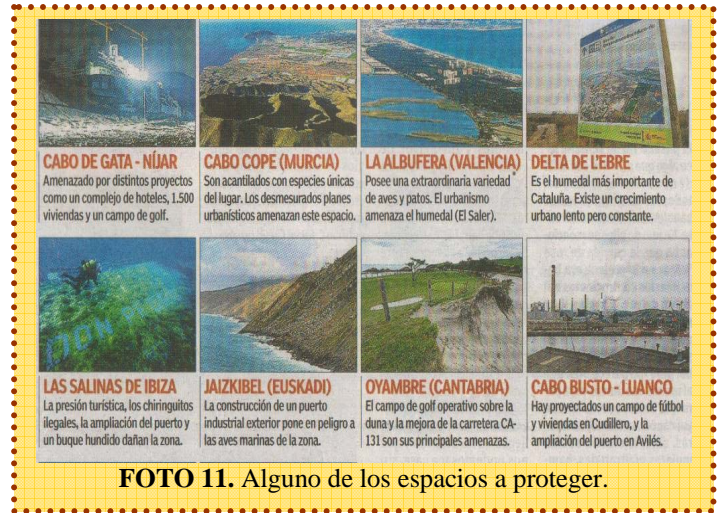 CABO DE GATA - NÍJAR
Amenazado por distintos proyectos
como un complejo de hoteles, 1.500
viviendas y un campo de golf.
CABO COPE (MURCIA)
Son acantilados con especies únicas
del lugar. Los desmesurados planes
urbanísticos amenazan este espacio.
LA ALBUFERA (VALENCIA)
Posee una extraordinaria variedad
de aves y patos. El urbanismo
amenaza el humedal (El Saler).
DELTA DE L'EBRE
Es el humedal más importante de
Cataluña. Existe un crecimiento
urbano lento pero constante.
LAS SALINAS DE IBIZA
La presión turística, los chiringuitos
ilegales, la ampliación del puerto y
un buque hundido dañan la zona.
JAIZKIBEL (EUSKADI)
La construcción de un puerto
industrial exterior pone en peligro a
las aves marinas de la zona.
OYAMBRE (CANTABRIA)
El campo de golf operativo sobre la
duna y la mejora de la carretera CA-
131 son sus principales amenazas.
CABO BUSTO - LUANCO
Hay proyectados un campo de fútbol
y viviendas en Cudillero, y la
ampliación del puerto en Avilés.
FOTO 11. Alguno de los espacios a proteger.